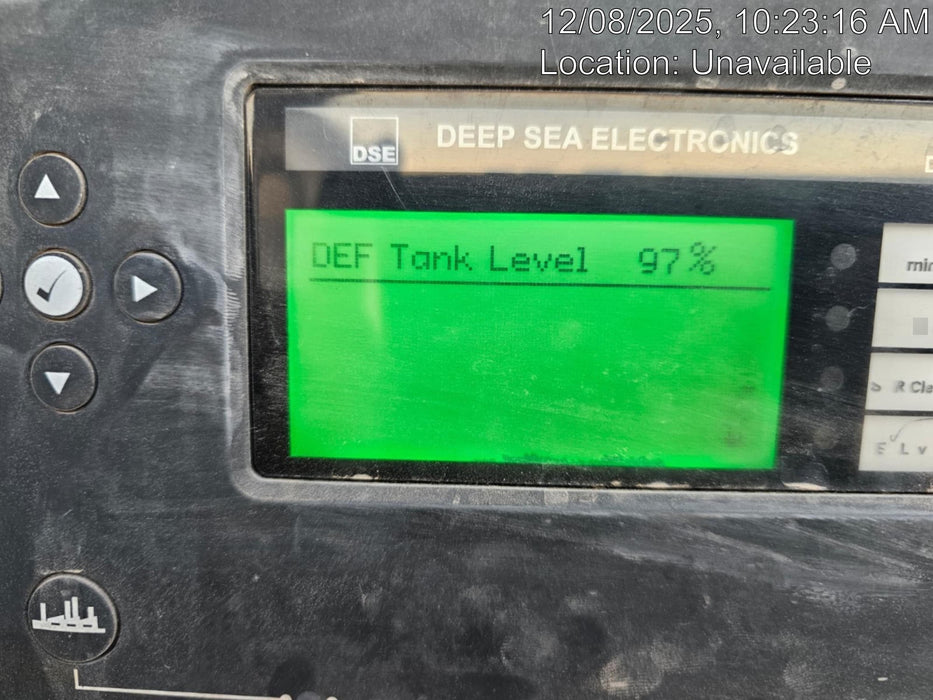 12/08/2025, 10:23:16 AM
Location: Unavailable
DSE
DEEP SEA ELECTRONICS
DEF Tank Level 97%